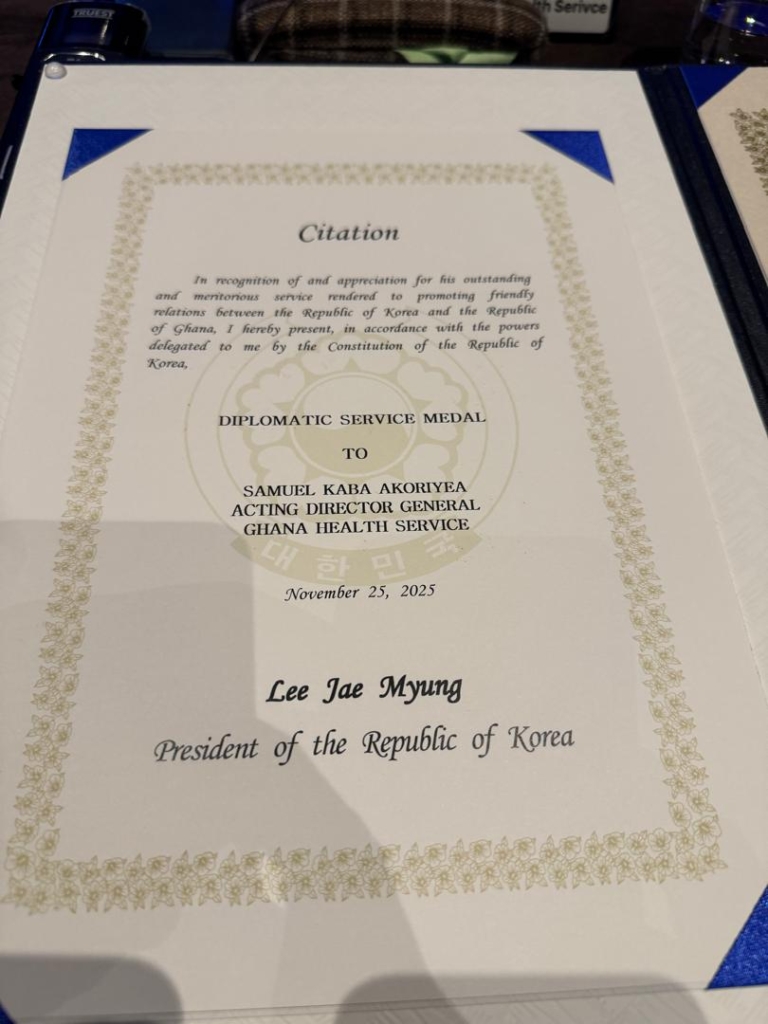 TRUEST
th Serivce
Citation
In recognition of and appreciation for his outstanding
and meritorious service rendered to promoting friendly
relations between the Republic of Korea and the Republic
of Ghana, I hereby present, in accordance with the powers
delegated to me by the Constitution of the Republic of
Korea,
DIPLOMATIC SERVICE MEDAL
TO
SAMUEL KABA AKORIYEA
ACTING DIRECTOR GENERAL
GHANA HEALTH SERVICE
대한민국
November 25, 2025
Lee Jae Myung
President of the Republic of Korea